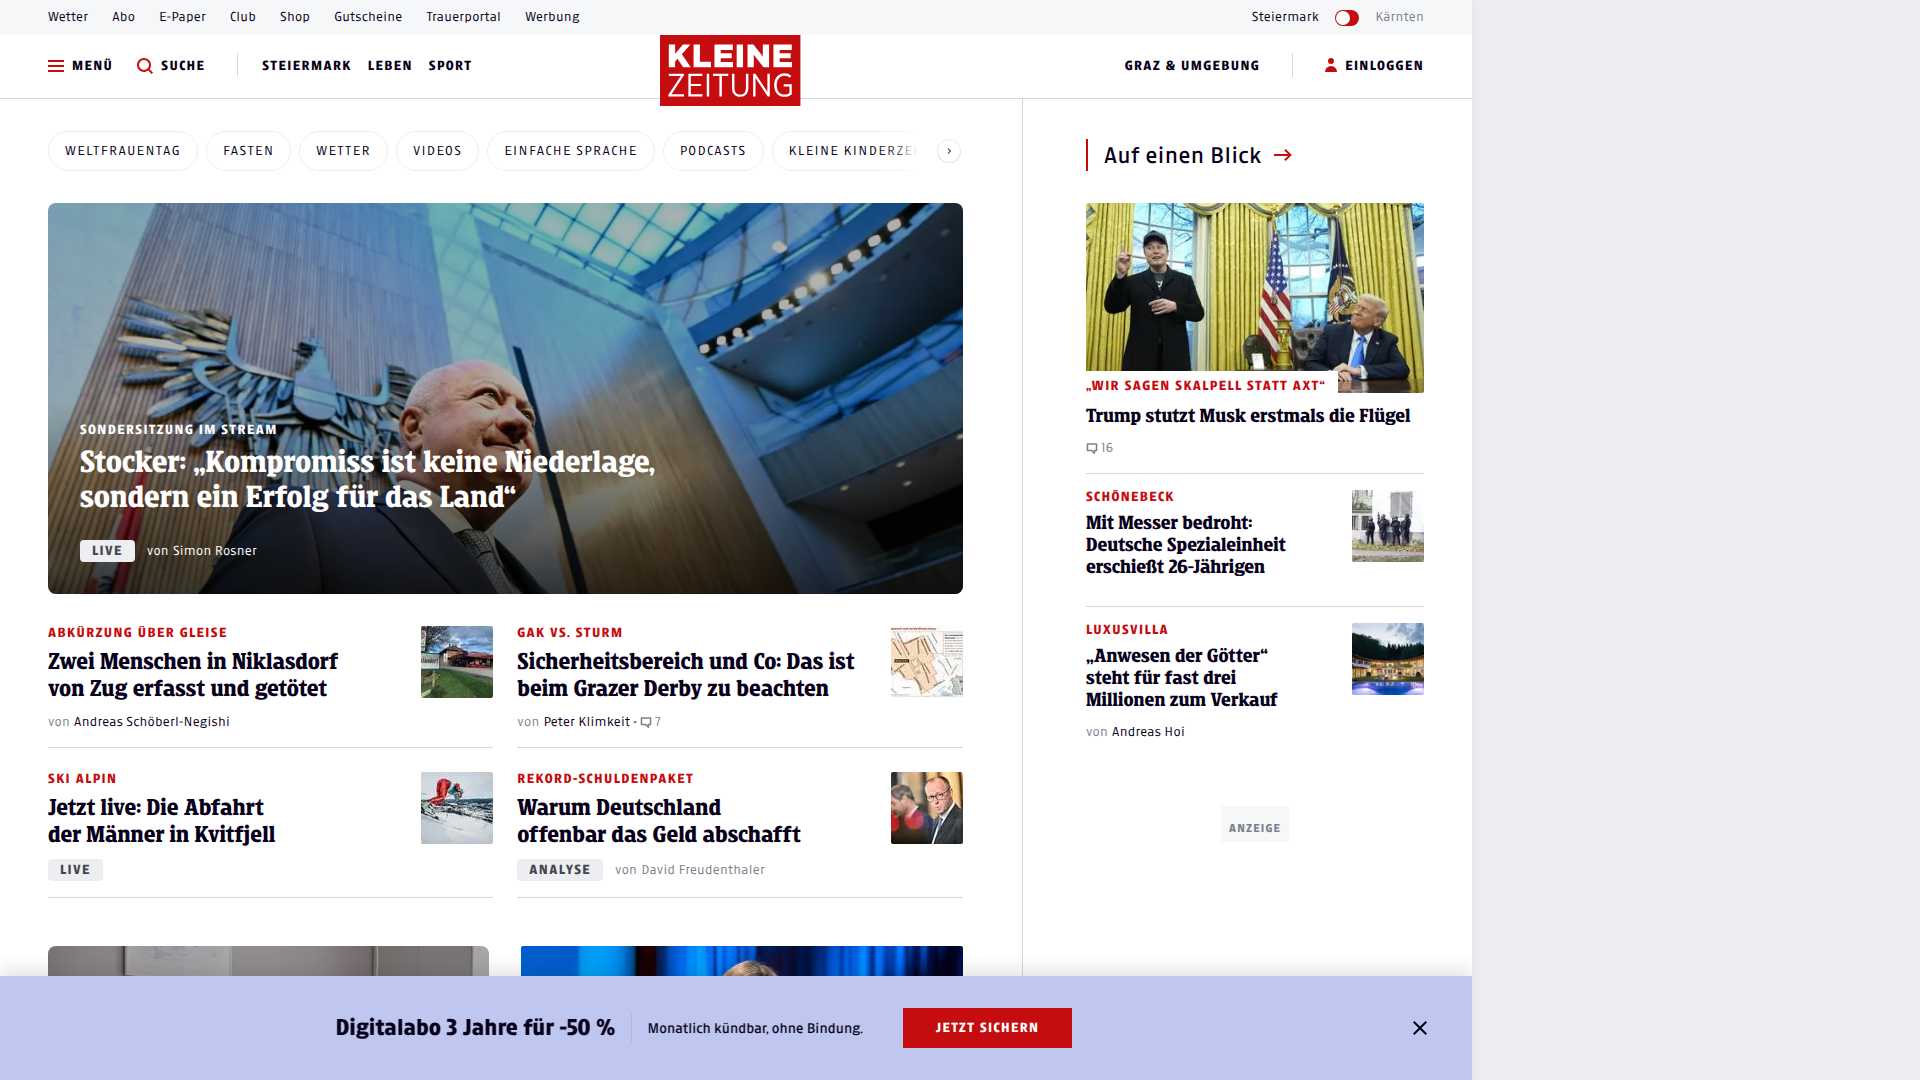 Wetter Abo E-Paper Club Shop Gutscheine Trauerportal Werbung
Steiermark Kärnten
MENÜ SUCHE STEIERMARK LEBEN SPORT
KLEINE
ZEITUNG
GRAZ & UMGEBUNG EINLOGGEN
WELTFRAUENTAG FASTEN WETTER VIDEOS EINFACHE SPRACHE PODCASTS KLEINE
SONDERSITZUNG IM STREAM
Stocker: „Kompromiss ist keine Niederlage,
sondern ein Erfolg für das Land“
LIVE von Simon Rosner
ABKÜRZUNG ÜBER GLEISE
Zwei Menschen in Niklasdorf
von Zug erfasst und getötet
von Andreas Schöberl-Negishi
GAK VS. STURM
Sicherheitsbereich und Co: Das ist
beim Grazer Derby zu beachten
von Peter Klimkeit • 7
SKI ALPIN
Jetzt live: Die Abfahrt
der Männer in Kvitfjell
LIVE
REKORD-SCHULDENPAKET
Warum Deutschland
offenbar das Geld abschafft
ANALYSE von David Freudenthaler
Auf einen Blick
„WIR SAGEN SKALPELL STATT AXT“
Trump stutzt Musk erstmals die Flügel
16
SCHÖNEBECK
Mit Messer bedroht:
Deutsche Spezialeinheit
erschießt 26-Jährigen
LUXUSVILLA
„Anwesen der Götter“
steht für fast drei
Millionen zum Verkauf
von Andreas Hoi
ANZEIGE
Digitalabo 3 Jahre für -50 %
Monatlich kündbar, ohne Bindung.
JETZT SICHERN